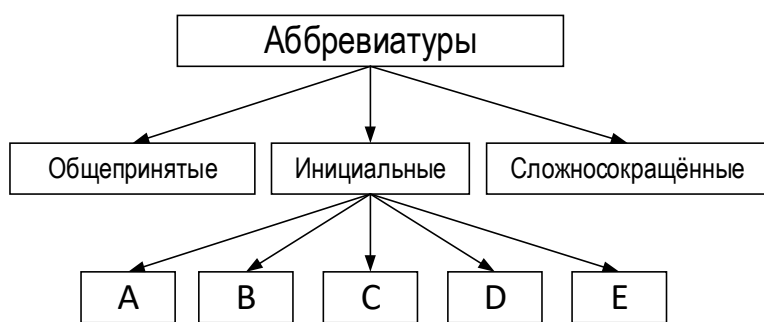 Аббревиатуры
Общепринятые
Инициальные
Сложносокращённые
A
B
C
D
E